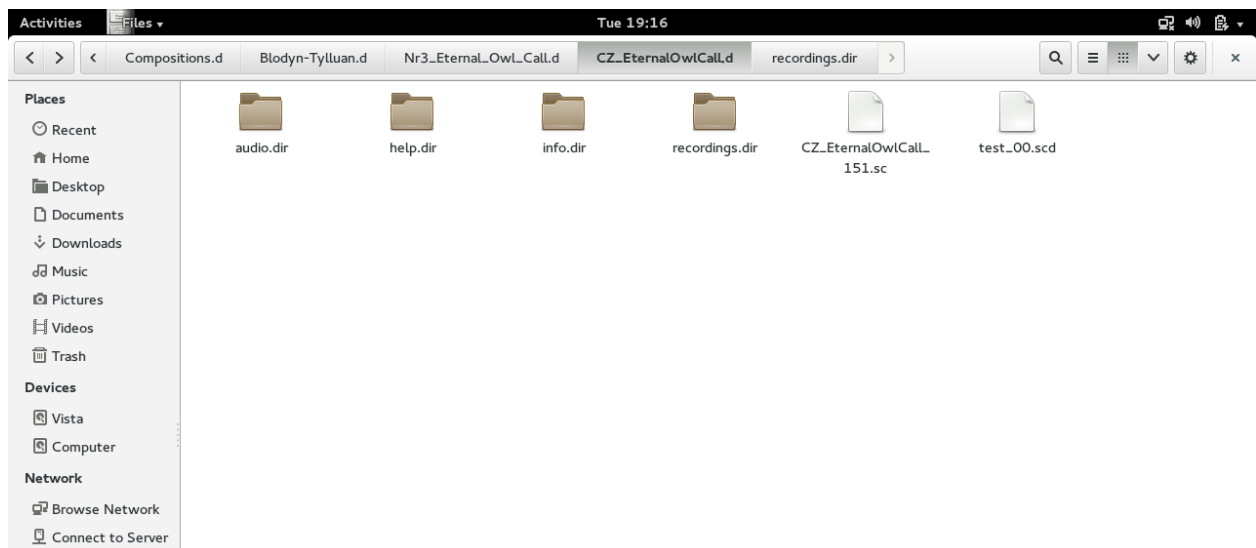 Activities Files Tue 19:16
Compositions.d Blodyn-Tylluan.d Nr3_Eternal_Owl_Call.d CZ_EternalOwlCall.d recordings.dir
Places
Recent
Home
Desktop
Documents
Downloads
Music
Pictures
Videos
Trash
Devices
Vista
Computer
Network
Browse Network
Connect to Server
audio.dir help.dir info.dir recordings.dir CZ_EternalOwlCall_ test_00.scd
151.sc